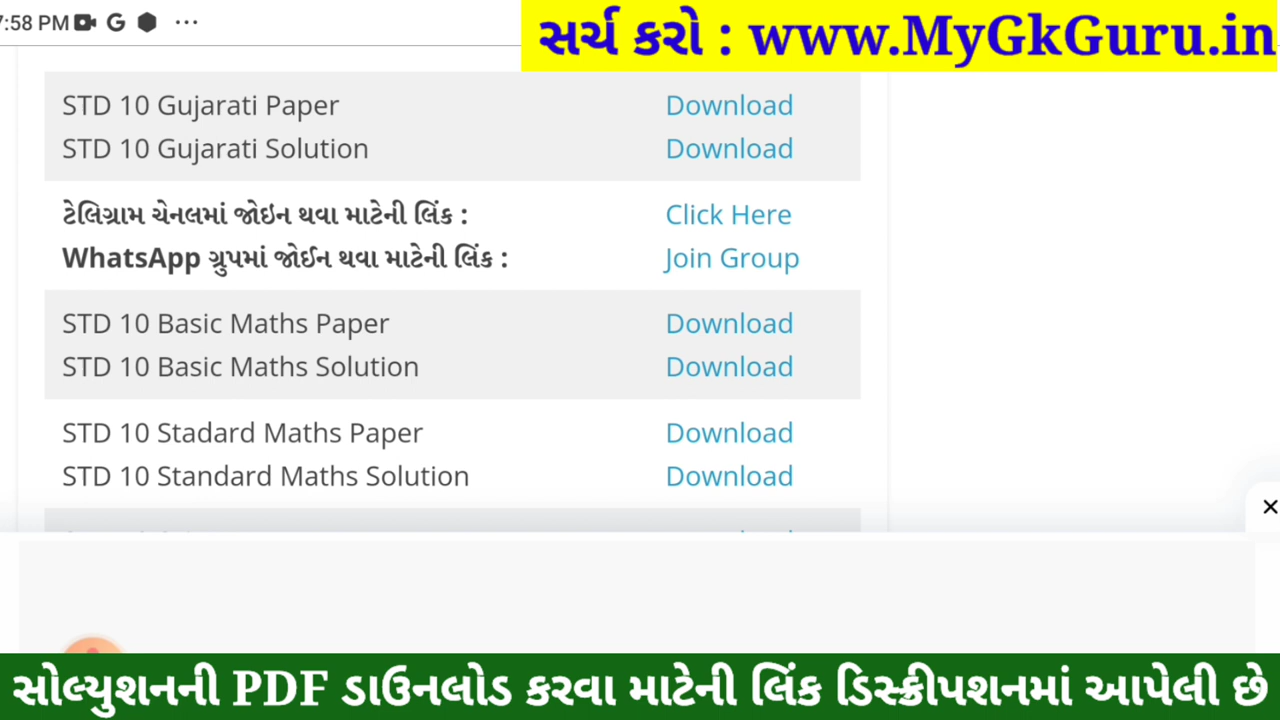 7:58 PM
સર્ચ કરો : www.MyGkGuru.in
STD 10 Gujarati Paper Download
STD 10 Gujarati Solution Download
ટેલિગ્રામ ચેનલમાં જોઇન થવા માટેની લિંક : Click Here
WhatsApp ગ્રુપમાં જોઈન થવા માટેની લિંક : Join Group
STD 10 Basic Maths Paper Download
STD 10 Basic Maths Solution Download
STD 10 Stadard Maths Paper Download
STD 10 Standard Maths Solution Download
સોલ્યુશનની PDF ડાઉનલોડ કરવા માટેની લિંક ડિસ્ક્રીપશનમાં આપેલી છે